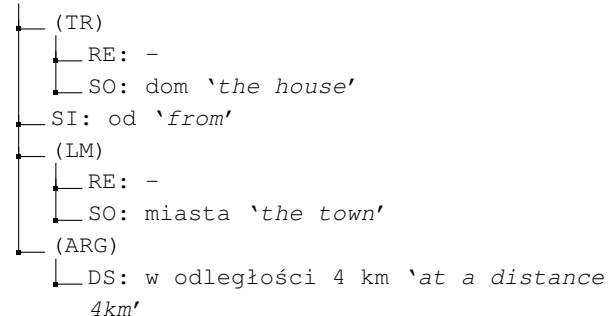 (TR)
RE: -
SO: dom ‘the house’
SI: od ‘from’
(LM)
RE: -
SO: miasta ‘the town’
(ARG)
DS: w odległości 4 km ‘at a distance
4km’